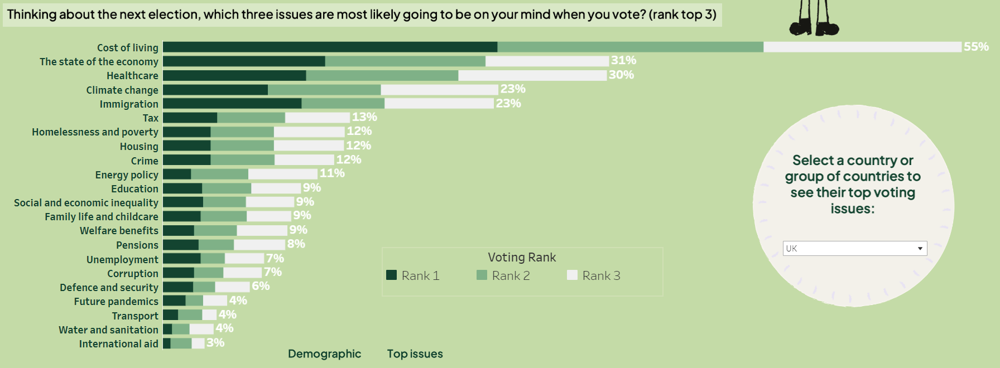 Thinking about the next election, which three issues are most likely going to be on your mind when you vote? (rank top 3)
Cost of living 55%
The state of the economy 31%
Healthcare 30%
Climate change 23%
Immigration 23%
Tax 13%
Homelessness and poverty 12%
Housing 12%
Crime 12%
Energy policy 11%
Education 9%
Social and economic inequality 9%
Family life and childcare 9%
Welfare benefits 9%
Pensions 8%
Unemployment 7%
Corruption 7%
Defence and security 6%
Future pandemics 4%
Transport 4%
Water and sanitation 4%
International aid 3%
Voting Rank
Rank 1 Rank 2 Rank 3
Select a country or
group of countries to
see their top voting
issues:
UK
Demographic Top issues